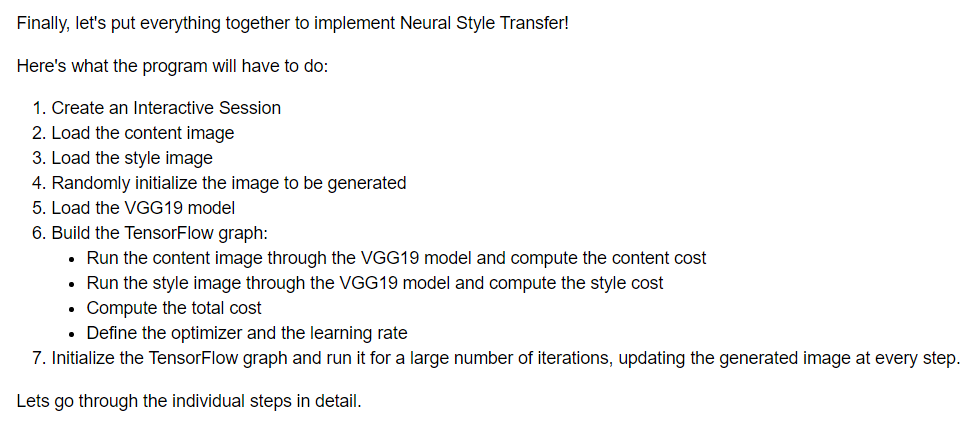 Finally, let's put everything together to implement Neural Style Transfer!
Here's what the program will have to do:
1. Create an Interactive Session
2. Load the content image
3. Load the style image
4. Randomly initialize the image to be generated
5. Load the VGG19 model
6. Build the TensorFlow graph:
• Run the content image through the VGG19 model and compute the content cost
• Run the style image through the VGG19 model and compute the style cost
• Compute the total cost
• Define the optimizer and the learning rate
7. Initialize the TensorFlow graph and run it for a large number of iterations, updating the generated image at every step.
Lets go through the individual steps in detail.